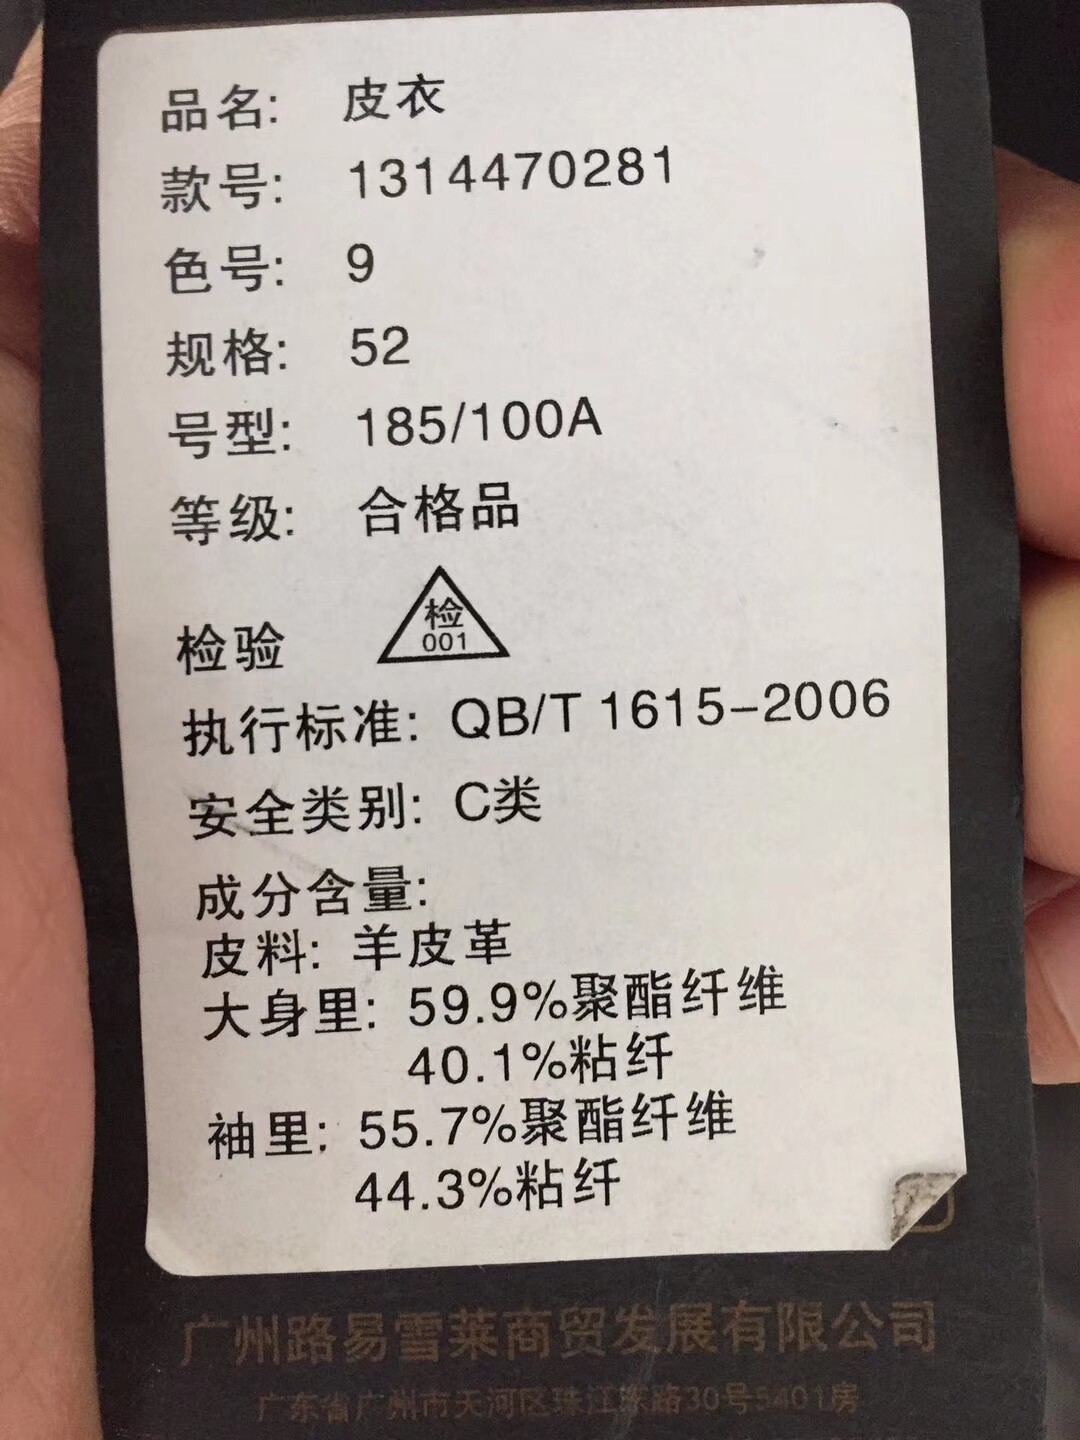 品名: 皮衣
款号: 1314470281
色号: 9
规格: 52
号型: 185/100A
等级: 合格品
检验 检
001
执行标准: QB/T 1615-2006
安全类别: C类
成分含量:
皮料: 羊皮革
大身里: 59.9%聚酯纤维
40.1%粘纤
袖里: 55.7%聚酯纤维
44.3%粘纤
广州路易雪莱商贸发展有限公司
广东省广州市天河区珠江东路30号5401房